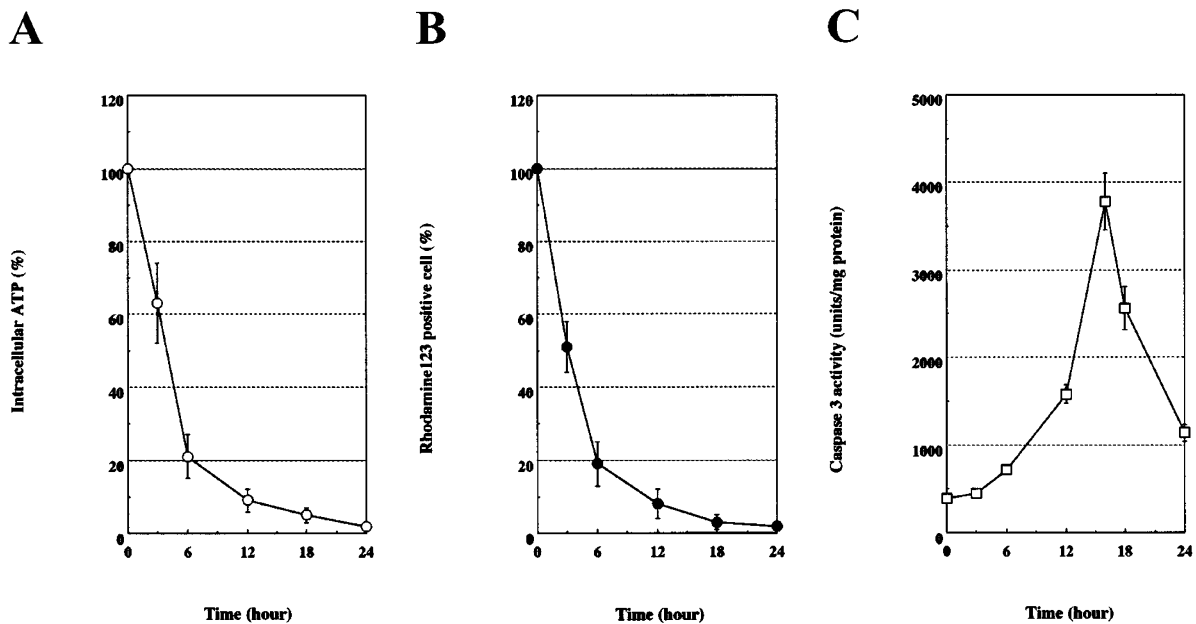 A
B
C
Intracellular ATP (%)
120
100
80
60
40
20
0
0 6 12 18 24
Time (hour)
Rhodamine123 positive cell (%)
120
100
80
60
40
20
0
0 6 12 18 24
Time (hour)
Caspase 3 activity (units/mg protein)
5000
4000
3000
2000
1000
0
0 6 12 18 24
Time (hour)